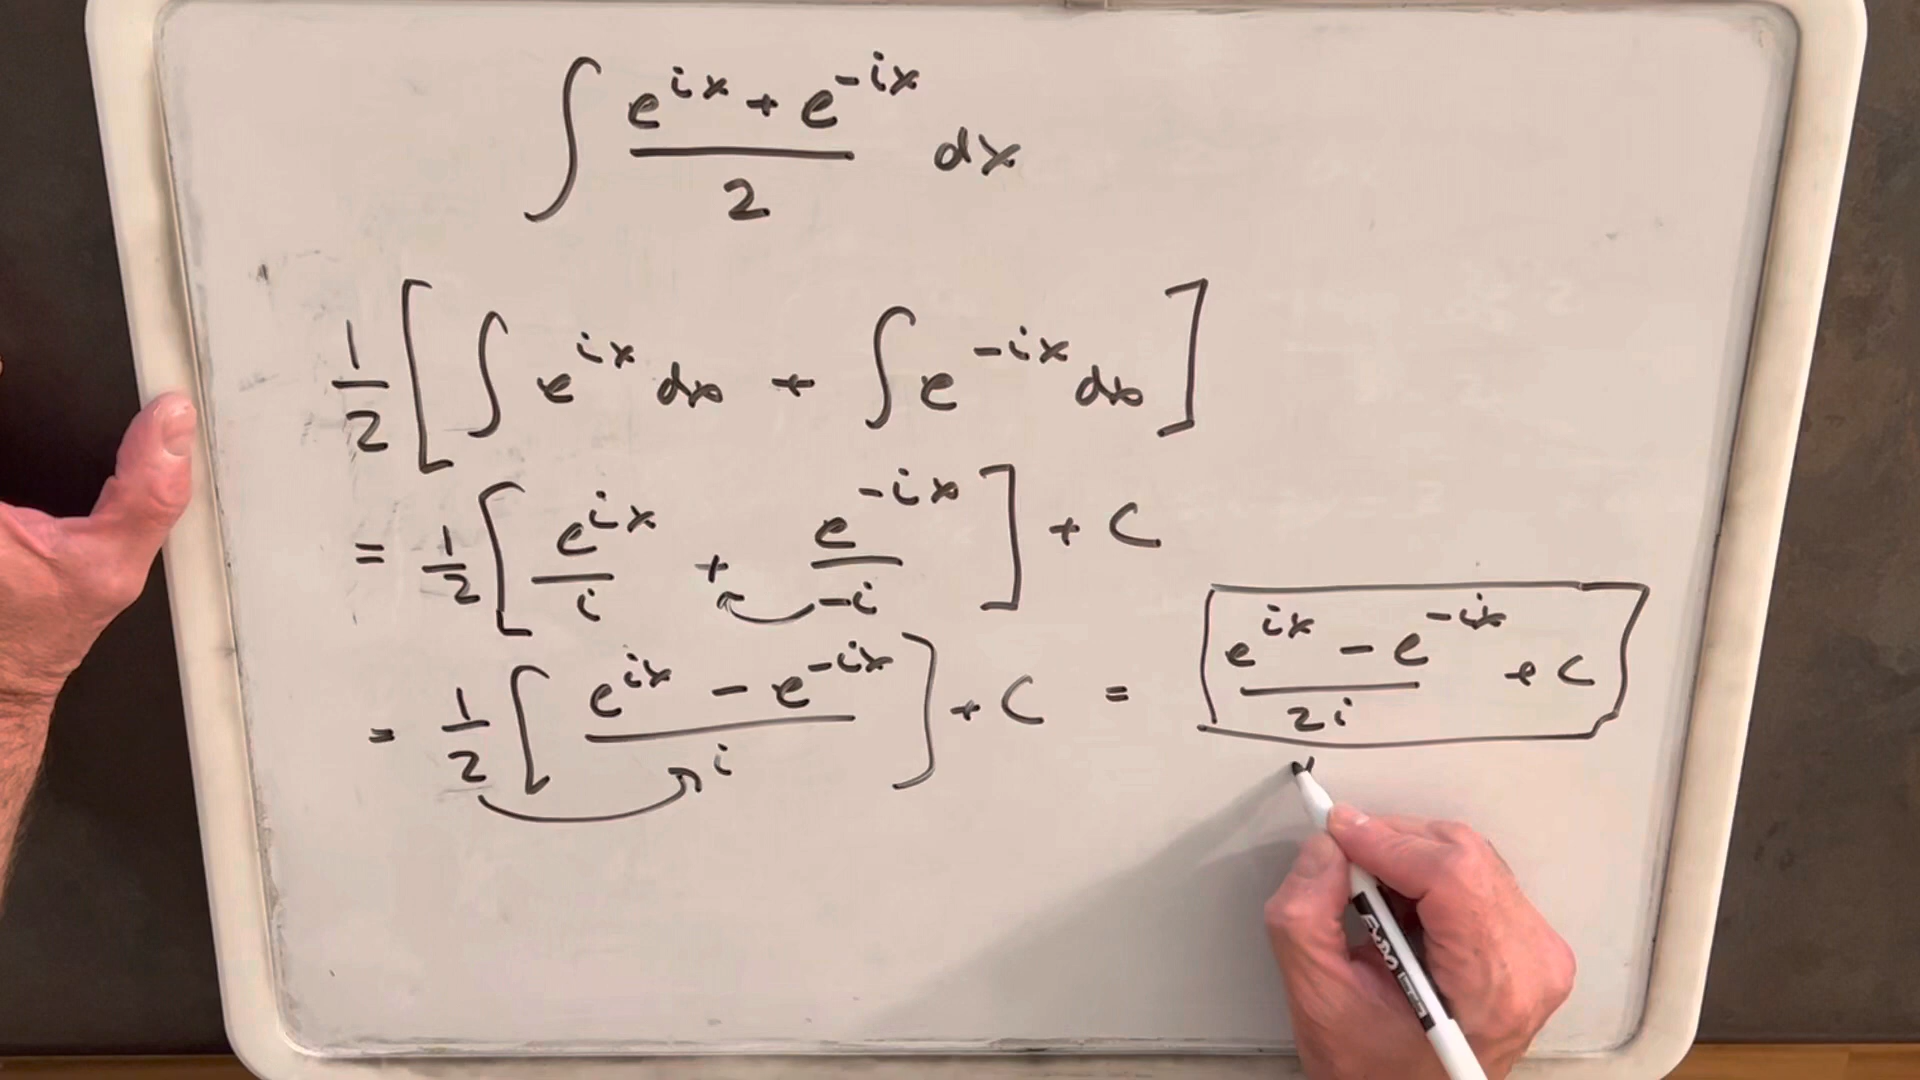 ∫ (e^{ix} + e^{-ix}) / 2 dx
1/2 [ ∫ e^{ix} dx + ∫ e^{-ix} dx ]
= 1/2 [ e^{ix} / i + e^{-ix} / -i ] + C
= 1/2 [ (e^{ix} - e^{-ix}) / i ] + C = (e^{ix} - e^{-ix}) / 2i + C
EXPO